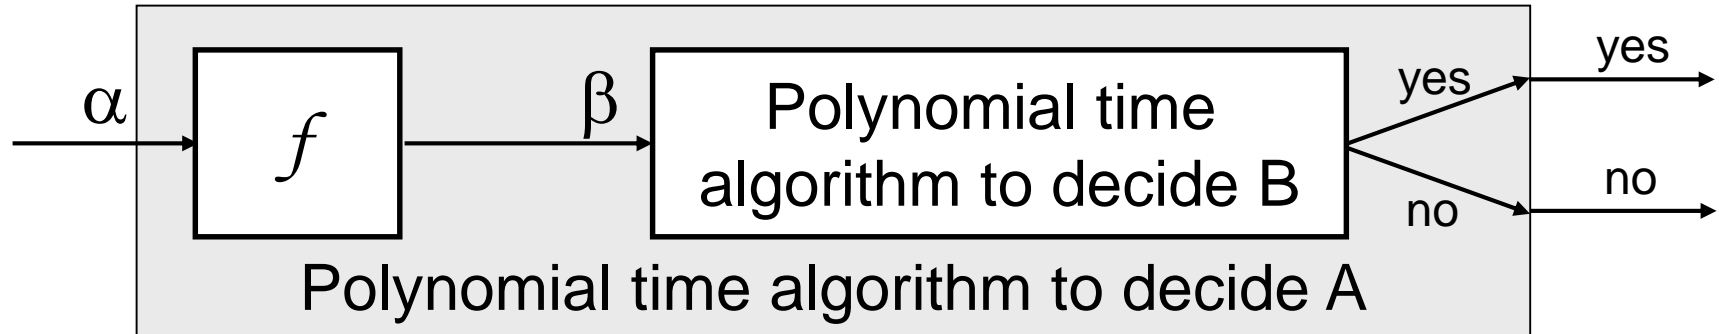 α
f
β
Polynomial time
algorithm to decide B
yes
no
yes
no
Polynomial time algorithm to decide A